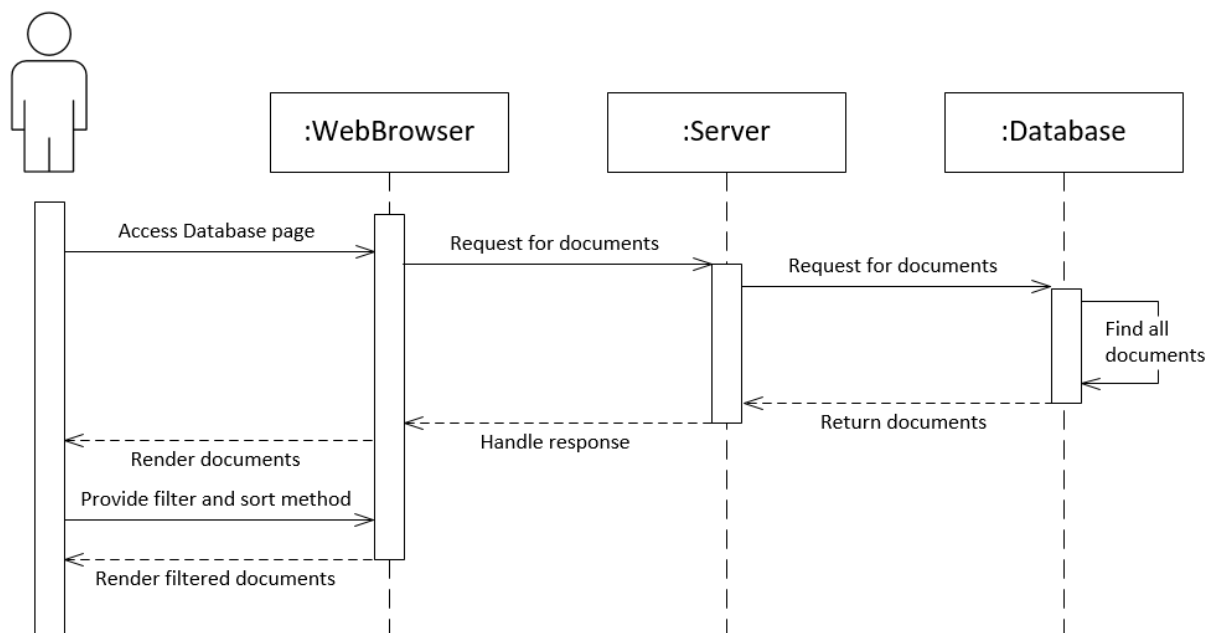 :WebBrowser
:Server
:Database
Access Database page
Request for documents
Request for documents
Find all
documents
Return documents
Handle response
Render documents
Provide filter and sort method
Render filtered documents